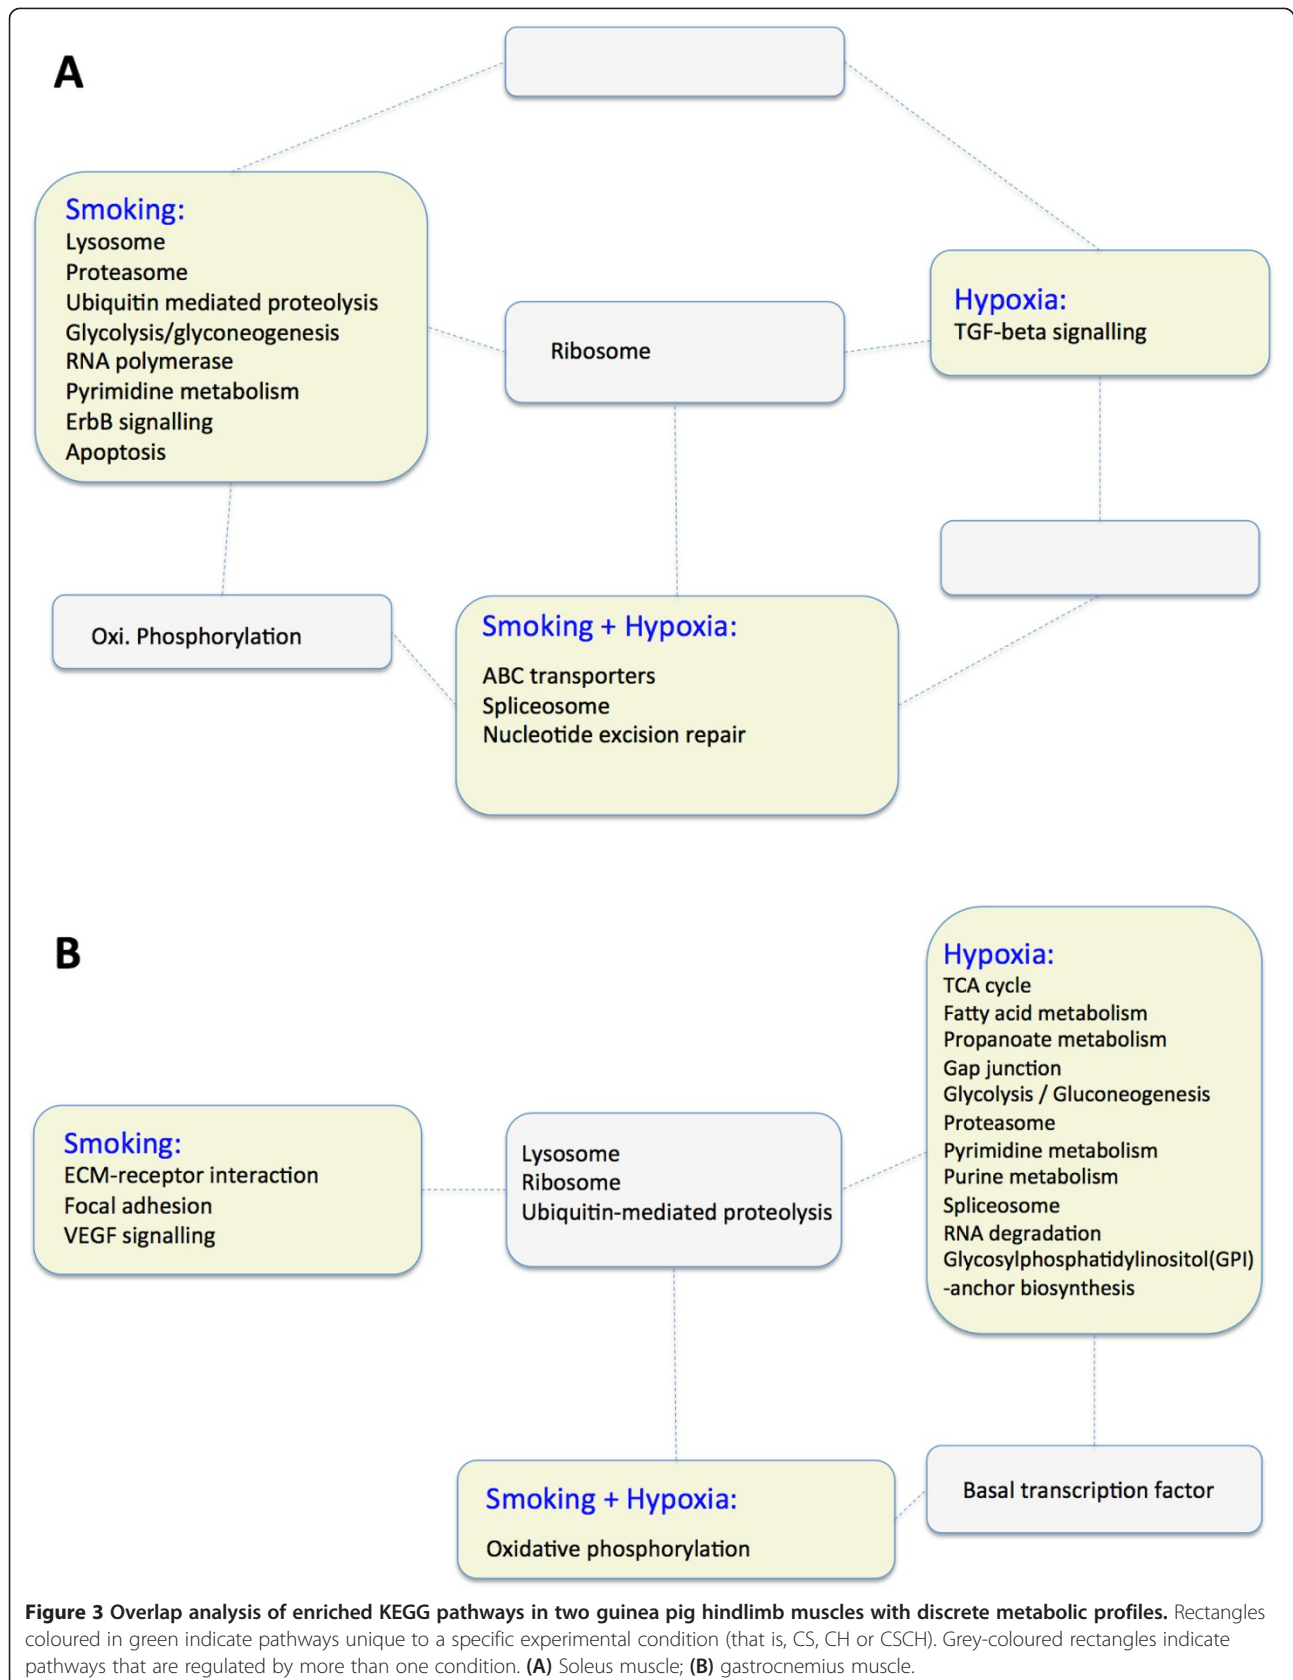 A
Smoking:
Lysosome
Proteasome
Ubiquitin mediated proteolysis
Glycolysis/glyconeogenesis
RNA polymerase
Pyrimidine metabolism
ErbB signalling
Apoptosis
Ribosome
Hypoxia:
TGF-beta signalling
Oxi. Phosphorylation
Smoking + Hypoxia:
ABC transporters
Spliceosome
Nucleotide excision repair
B
Smoking:
ECM-receptor interaction
Focal adhesion
VEGF signalling
Lysosome
Ribosome
Ubiquitin-mediated proteolysis
Hypoxia:
TCA cycle
Fatty acid metabolism
Propanoate metabolism
Gap junction
Glycolysis / Gluconeogenesis
Proteasome
Pyrimidine metabolism
Purine metabolism
Spliceosome
RNA degradation
Glycosylphosphatidylinositol(GPI)
-anchor biosynthesis
Smoking + Hypoxia:
Oxidative phosphorylation
Basal transcription factor
Figure 3 Overlap analysis of enriched KEGG pathways in two guinea pig hindlimb muscles with discrete metabolic profiles. Rectangles
coloured in green indicate pathways unique to a specific experimental condition (that is, CS, CH or CSCH). Grey-coloured rectangles indicate
pathways that are regulated by more than one condition. (A) Soleus muscle; (B) gastrocnemius muscle.